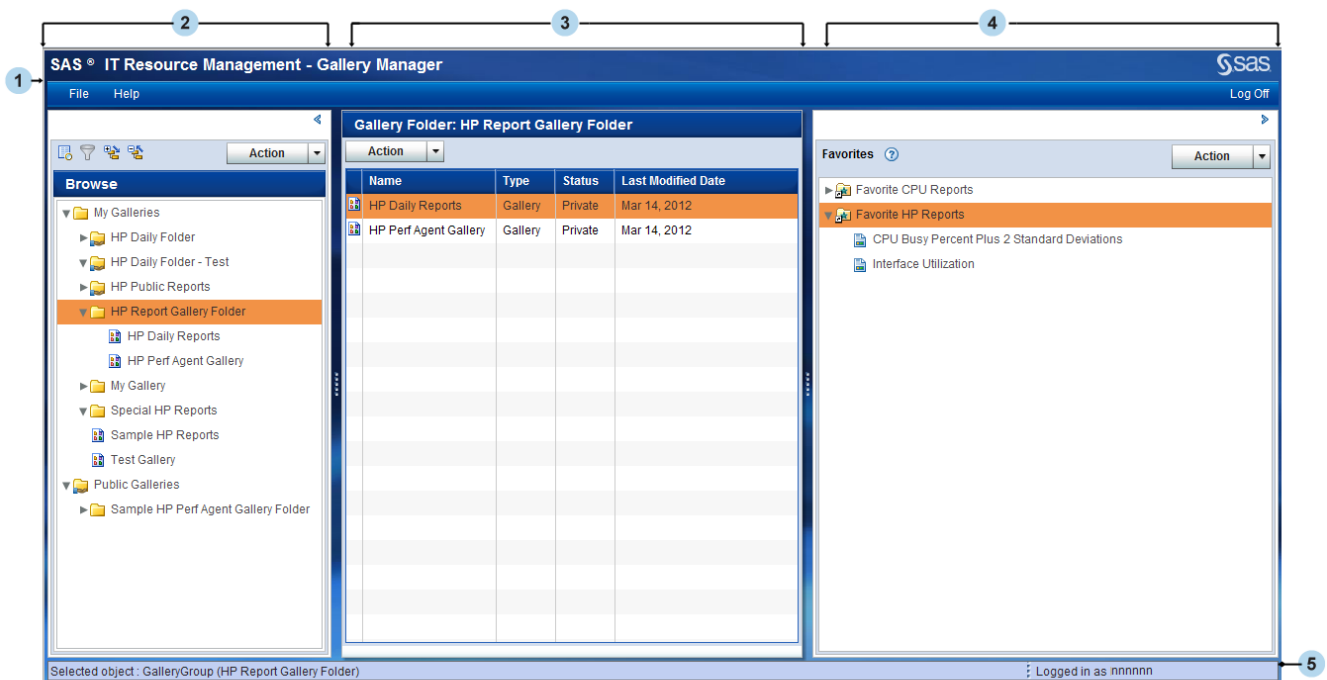 2
3
4
1
SAS ® IT Resource Management - Gallery Manager
sas
File Help
Log Off
Action
Browse
My Galleries
HP Daily Folder
HP Daily Folder - Test
HP Public Reports
HP Report Gallery Folder
HP Daily Reports
HP Perf Agent Gallery
My Gallery
Special HP Reports
Sample HP Reports
Test Gallery
Public Galleries
Sample HP Perf Agent Gallery Folder
Gallery Folder: HP Report Gallery Folder
Action
Name Type Status Last Modified Date
HP Daily Reports Gallery Private Mar 14, 2012
HP Perf Agent Gallery Gallery Private Mar 14, 2012
Favorites ?
Action
Favorite CPU Reports
Favorite HP Reports
CPU Busy Percent Plus 2 Standard Deviations
Interface Utilization
Selected object : GalleryGroup (HP Report Gallery Folder)
Logged in as nnnnnn
5